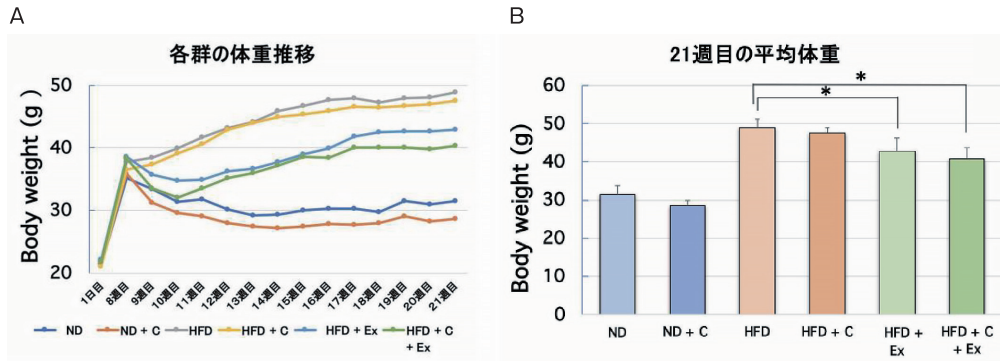 A
各群の体重推移
Body weight (g)
50
40
30
20
1日目
8週目
9週目
10週目
11週目
12週目
13週目
14週目
15週目
16週目
17週目
18週目
19週目
20週目
21週目
ND
ND + C
HFD
HFD + C
HFD + Ex
HFD + C
+ Ex
B
21週目の平均体重
Body weight (g)
60
50
40
30
20
10
0
*
*
ND
ND + C
HFD
HFD + C
HFD +
Ex
HFD + C
+ Ex